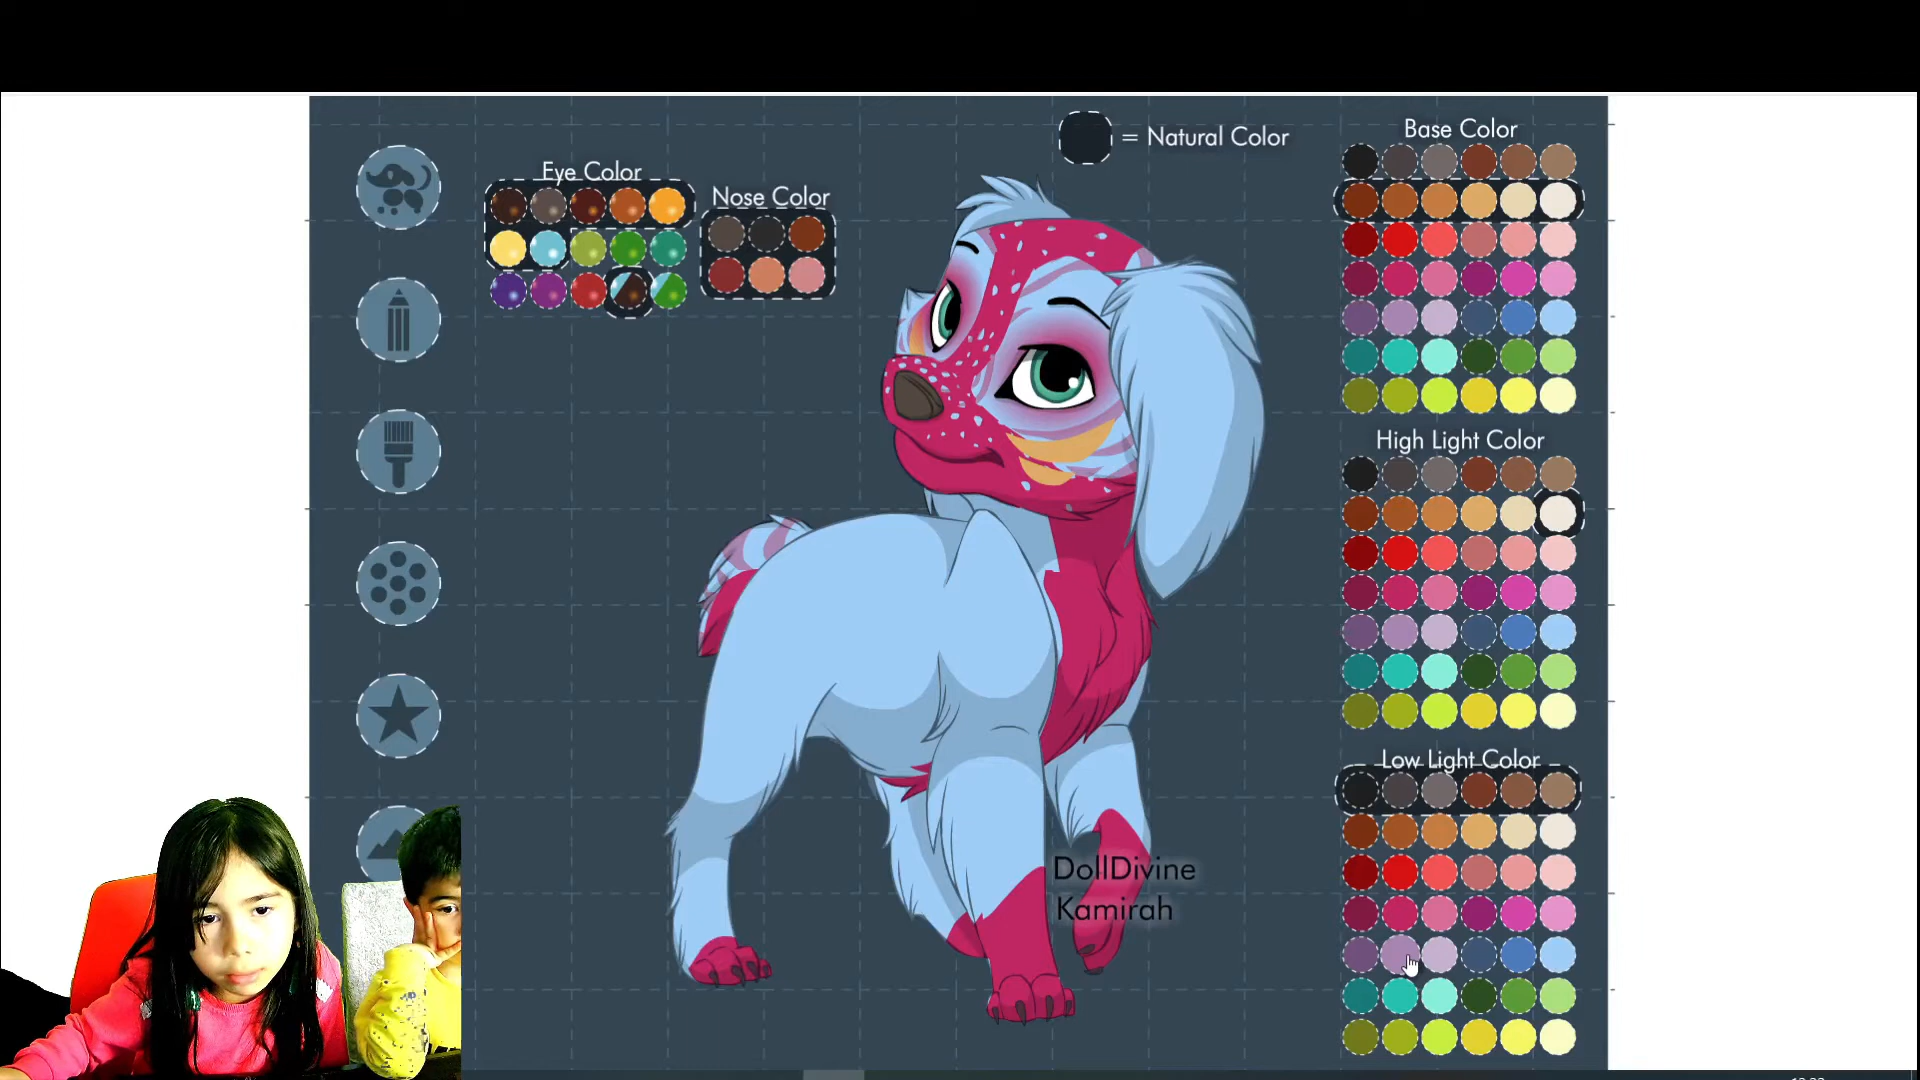 = Natural Color
Base Color
Eye Color
Nose Color
High Light Color
Low Light Color
DollDivine
Kamirah